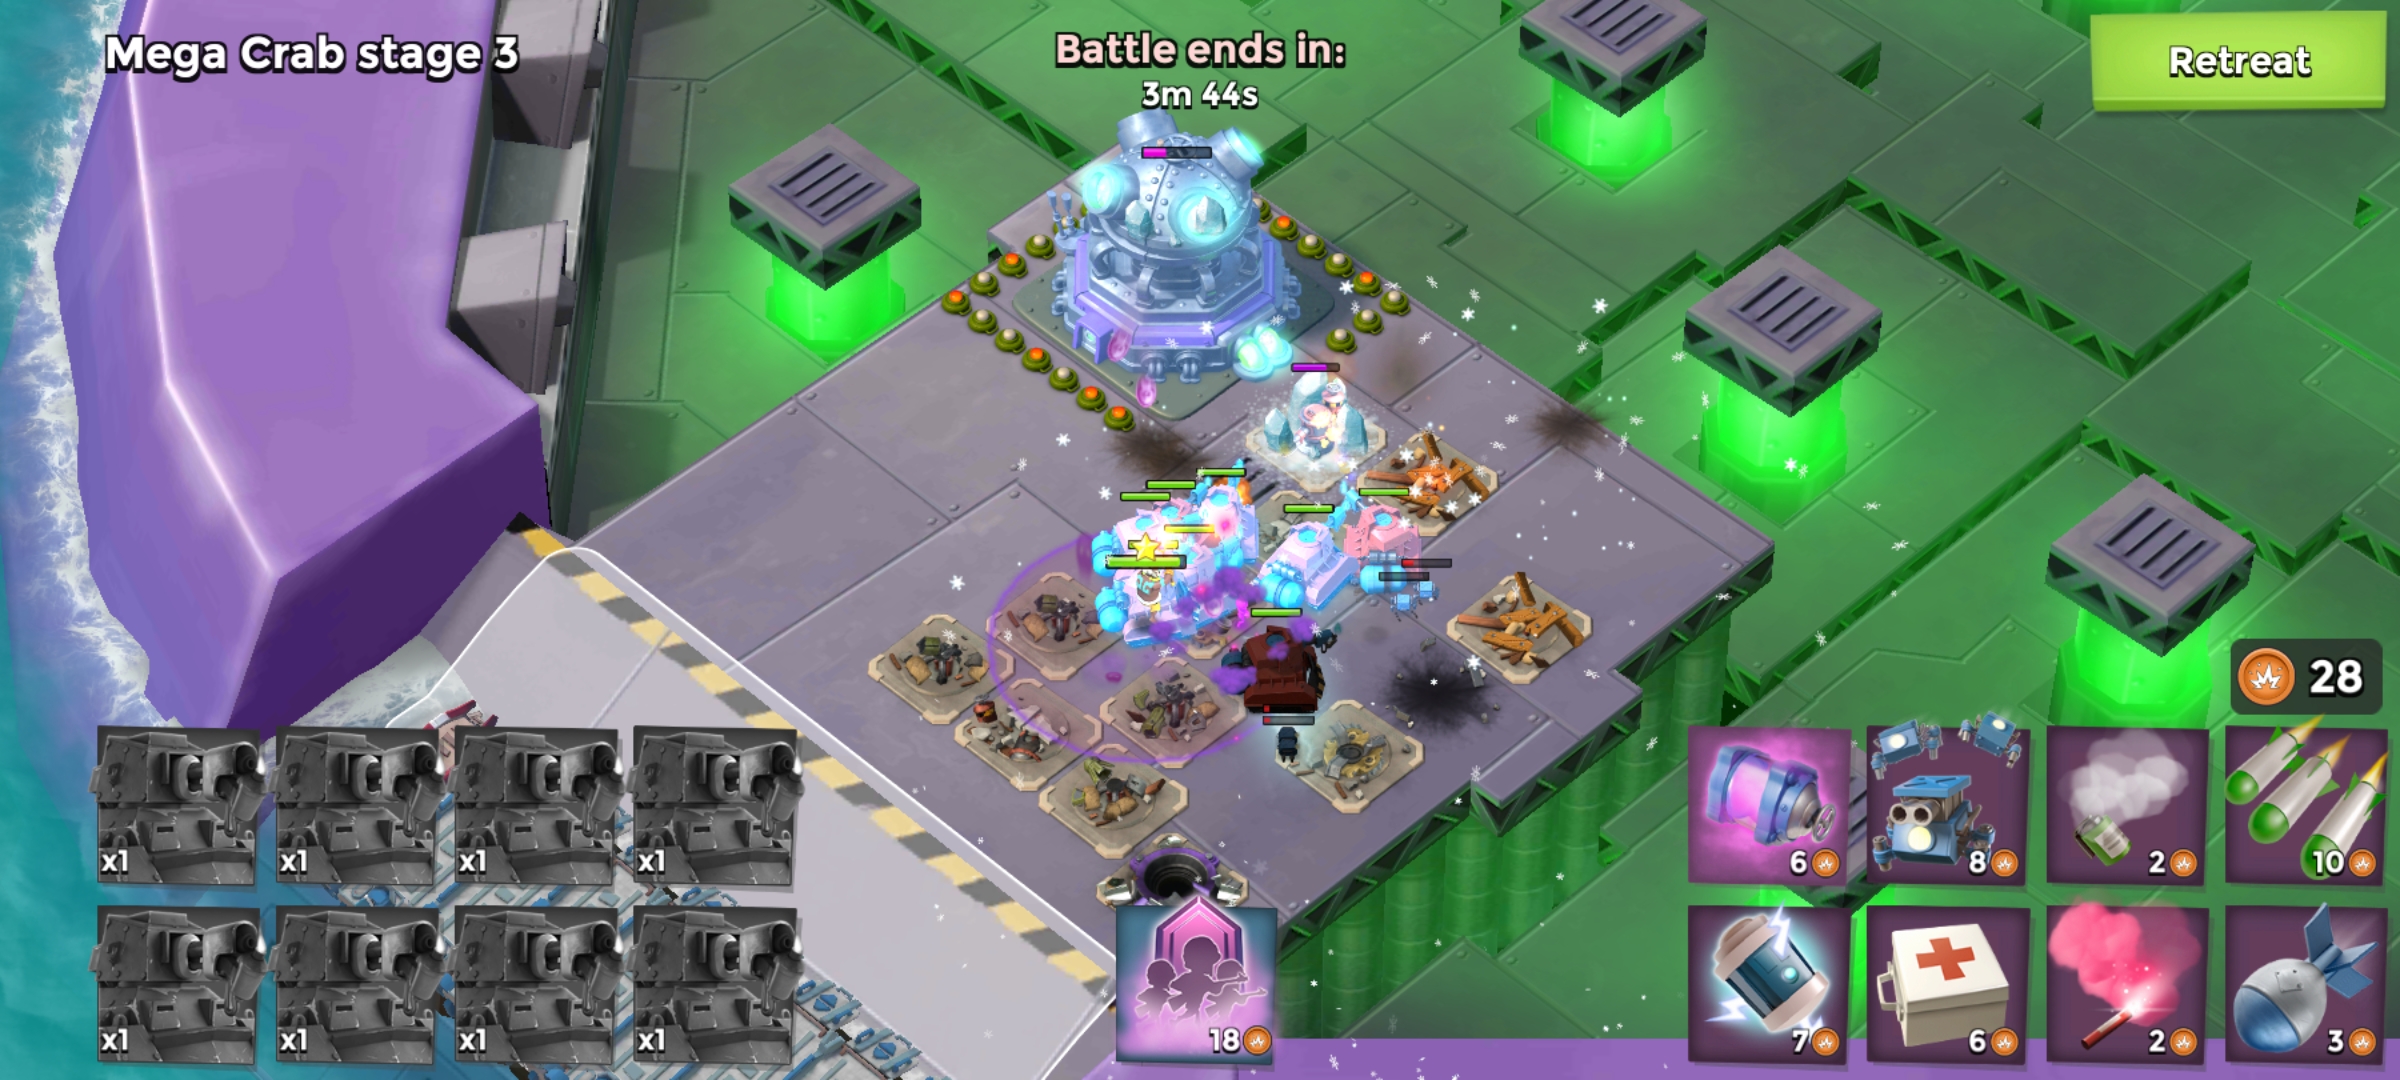 Mega Crab stage 3
Battle ends in:
3m 44s
Retreat
28
x1
x1
x1
x1
6
8
2
10
x1
x1
x1
x1
18
7
6
2
3